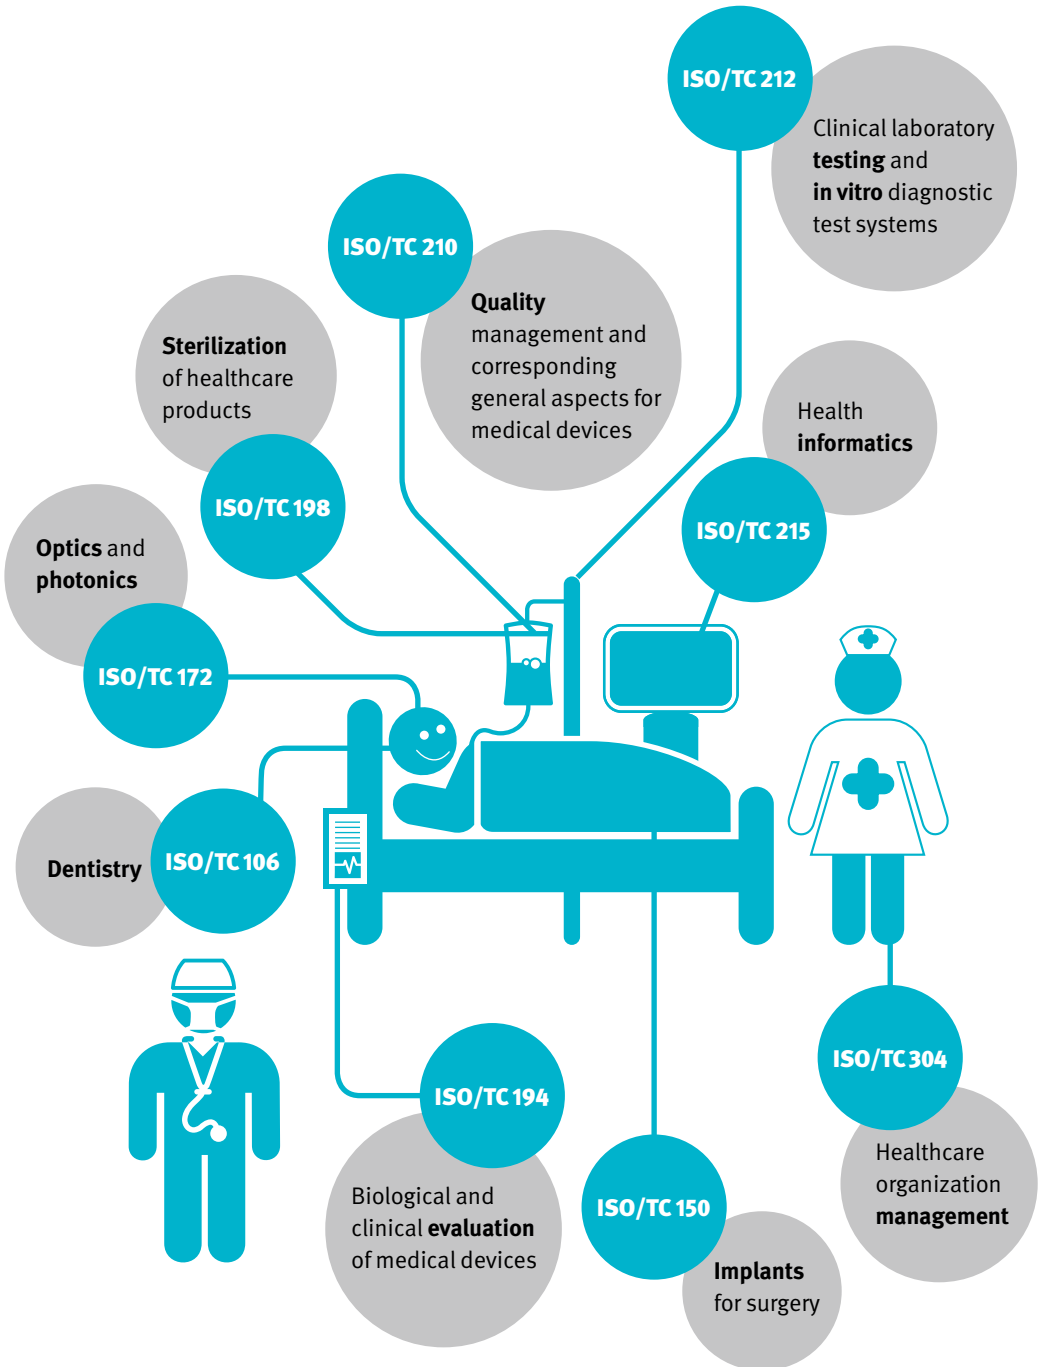 ISO/TC 212
Clinical laboratory
testing and
in vitro diagnostic
test systems
ISO/TC 210
Quality
management and
corresponding
general aspects for
medical devices
Sterilization
of healthcare
products
ISO/TC 198
Health
informatics
ISO/TC 215
Optics and
photonics
ISO/TC 172
Dentistry
ISO/TC 106
ISO/TC 304
Healthcare
organization
management
ISO/TC 194
Biological and
clinical evaluation
of medical devices
ISO/TC 150
Implants
for surgery